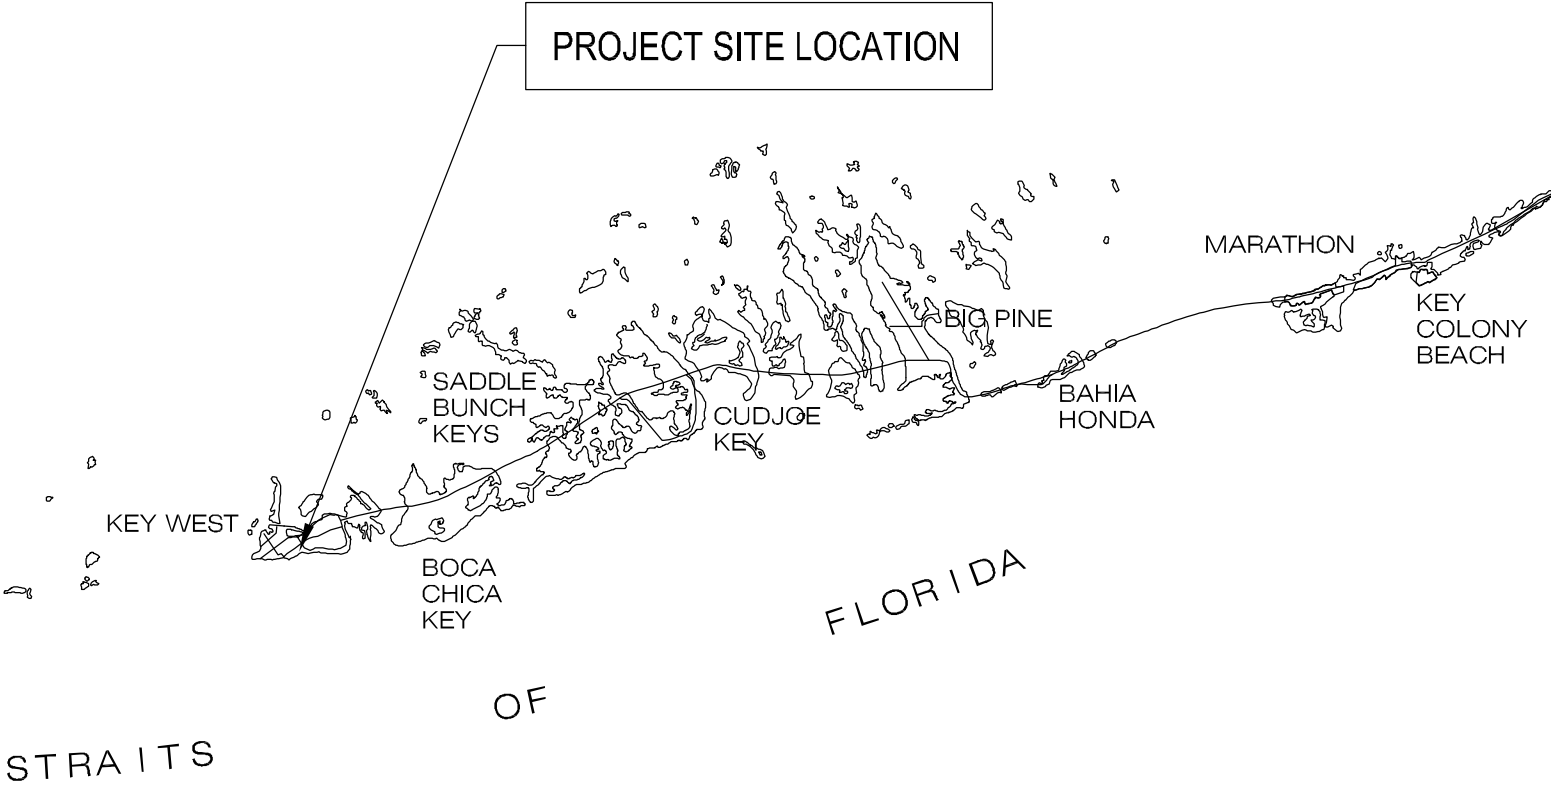 PROJECT SITE LOCATION
MARATHON
KEY
COLONY
BEACH
BIG PINE
SADDLE
BUNCH
KEYS
CUDJOE
KEY
BAHIA
HONDA
KEY WEST
BOCA
CHICA
KEY
STRAITS OF FLORIDA